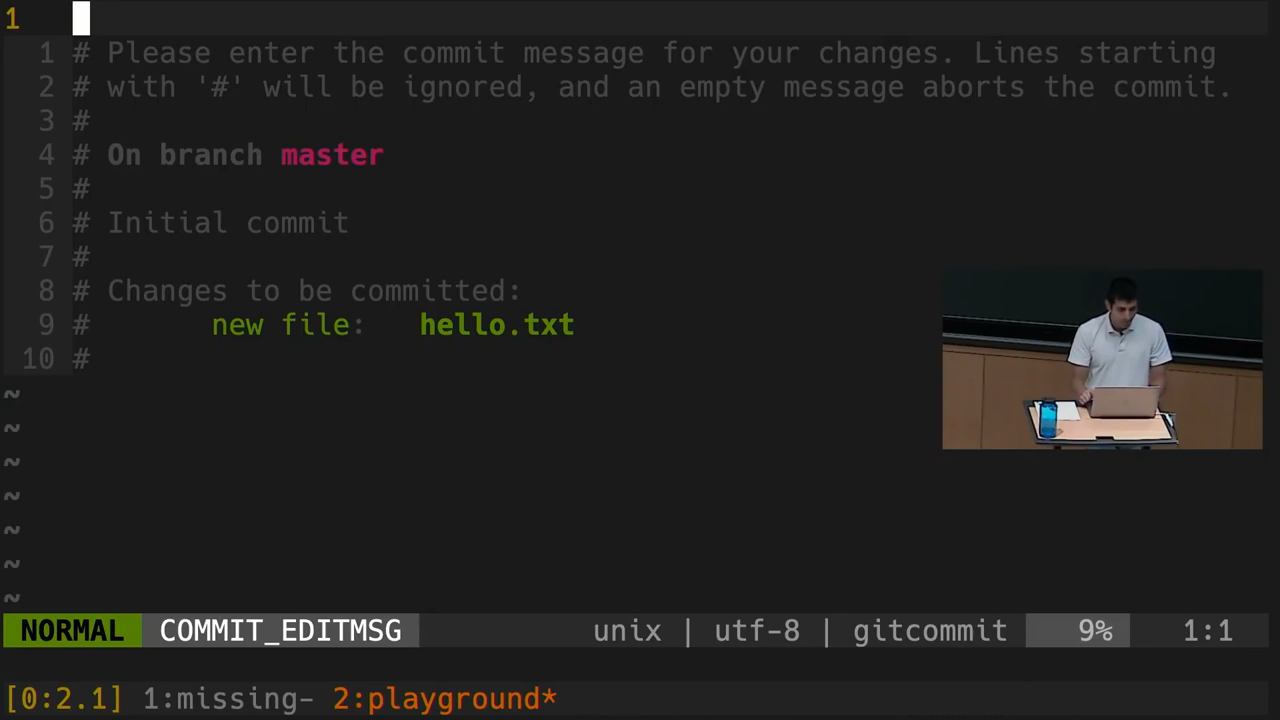 1
1 # Please enter the commit message for your changes. Lines starting
2 # with '#' will be ignored, and an empty message aborts the commit.
3 #
4 # On branch master
5 #
6 # Initial commit
7 #
8 # Changes to be committed:
9 #       new file:   hello.txt
10 #
~
~
~
~
~
~
~
NORMAL COMMIT_EDITMSG unix | utf-8 | gitcommit 9% 1:1
[0:2.1] 1:missing- 2:playground*